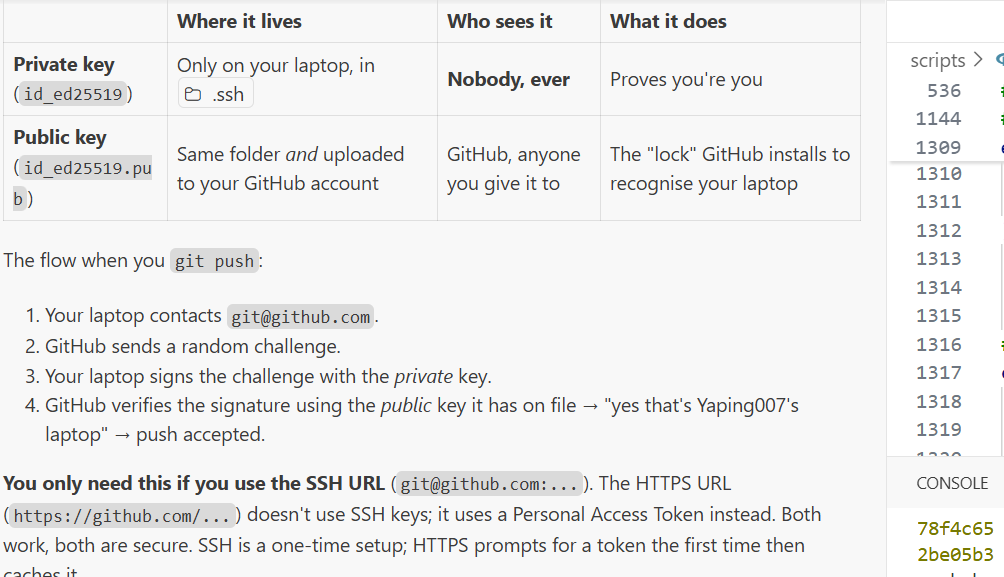 Where it lives Who sees it What it does
Private key
(id_ed25519)
Only on your laptop, in
.ssh
Nobody, ever
Proves you're you
Public key
(id_ed25519.pu
b)
Same folder and uploaded
to your GitHub account
GitHub, anyone
you give it to
The "lock" GitHub installs to
recognise your laptop
The flow when you git push:
1. Your laptop contacts git@github.com.
2. GitHub sends a random challenge.
3. Your laptop signs the challenge with the private key.
4. GitHub verifies the signature using the public key it has on file → "yes that's Yaping007's
laptop" → push accepted.
You only need this if you use the SSH URL (git@github.com:...). The HTTPS URL
(https://github.com/...) doesn't use SSH keys; it uses a Personal Access Token instead. Both
work, both are secure. SSH is a one-time setup; HTTPS prompts for a token the first time then
caches it
scripts >
536 #
1144 #
1309
1310
1311
1312
1313
1314
1315
1316 #
1317
1318
1319
CONSOLE
78f4c65
2be05b3